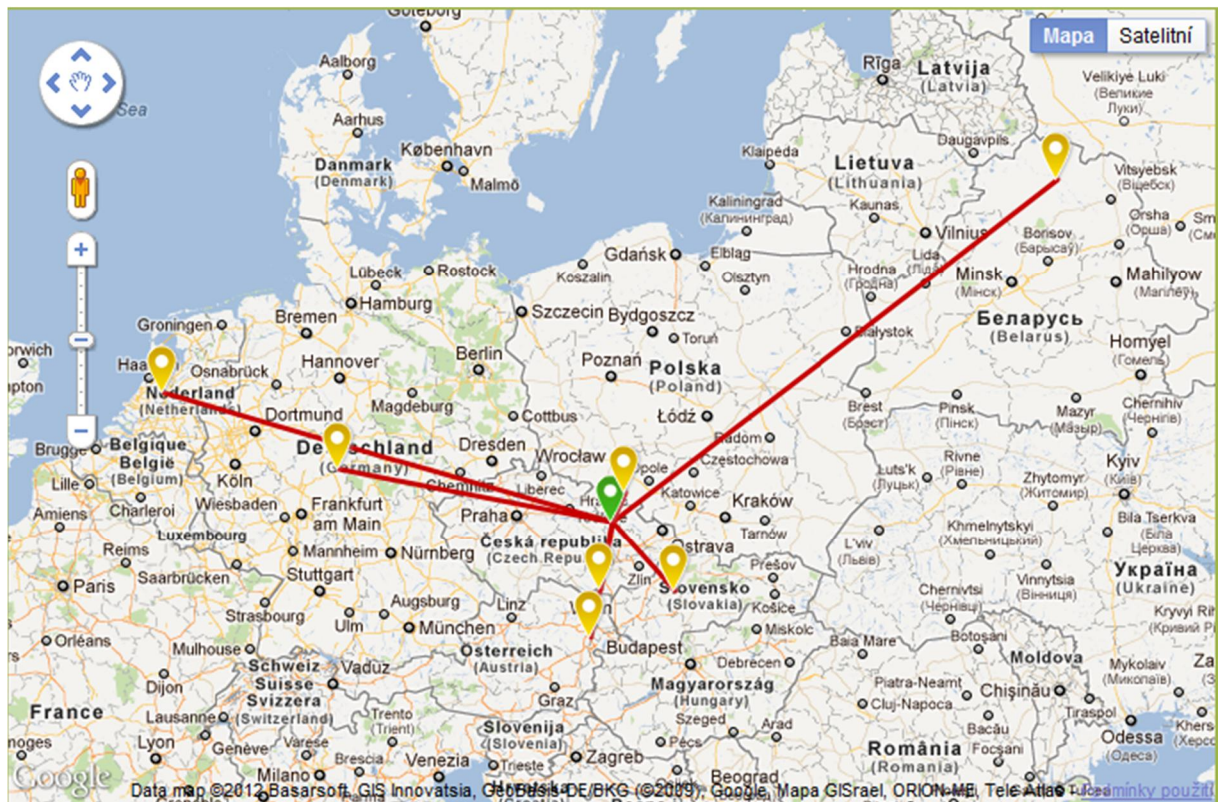 Göteborg
Mapa
Satelitní
Aalborg
Rīga
Latvija
(Latvia)
Velikiye Luki
(Великие
Луки)
Sea
Aarhus
København
Malmö
Danmark
(Denmark)
Klaipėda
Daugavpils
Lietuva
(Lithuania)
Vitsyebsk
(Віцебск)
Kaunas
Kaliningrad
(Калининград)
Vilnius
Orsha
(Орша)
Borisov
(Барысаў)
Gdańsk
Elbląg
Olsztyn
Koszalin
Lübeck
Rostock
Lida
Hrodna
(Гродна)
Minsk
(Мінск)
Mahilyow
(Магілёў)
Hamburg
Szczecin
Bydgoszcz
Toruń
Беларусь
(Belarus)
Groningen
Bremen
Białystok
Homyel
(Гомель)
Osnabrück
Hannover
Berlin
Poznań
Polska
(Poland)
Nederland
(Netherlands)
Magdeburg
Brest
(Брэст)
Pinsk
(Пінск)
Mazyr
(Мазыр)
Chernihiv
(Чернігів)
Dortmund
Cottbus
Łódź
Radom
Brugge
Belgique
België
(Belgium)
Deutschland
(Germany)
Dresden
Wrocław
Opole
Częstochowa
Luts'k
(Луцьк)
Rivne
(Рівне)
Kyiv
(Київ)
Zhytomyr
(Житомир)
Lille
Köln
Chemnitz
Liberec
Katowice
Kraków
Charleroi
Wiesbaden
Frankfurt
am Main
Praha
Tarnów
Amiens
Luxembourg
Česká republika
Ostrava
Bila Tserkva
(Біла
Церква)
Khmelnytskyi
(Хмельницький)
L'viv
(Львів)
Reims
Mannheim
Nürnberg
Saarbrücken
Paris
Stuttgart
Zlín
Slovensko
(Slovakia)
Prešov
Košice
Vinnytsia
(Вінниця)
Україна
(Ukraine)
Chernivtsi
(Чернівці)
Strasbourg
Augsburg
Ulm
München
Linz
Miskolc
Orléans
Mulhouse
Österreich
(Austria)
Budapest
Debrecen
Baia Mare
Botoşani
Moldova
Schweiz
Suisse
Svizzera
(Switzerland)
Vaduz
Dijon
Graz
Magyarország
(Hungary)
Piatra-Neamt
Chişinău
Mykolaiv
(Миколаїв)
France
Lausanne
Trento
(Trient)
Slovenija
(Slovenia)
Szeged
Cluj-Napoca
Tiraspol
Pécs
Arad
Bacău
Odessa
(Одеса)
Lyon
Genève
Varese
Brescia
Venezia
Trieste
Zagreb
România
(Romania)
Focşani
Milano
Beograd
Google
Data map ©2012 Basarsoft, GIS Innovatsia, GeoBasis-DE/BKG (©2009), Google, Mapa GISrael, ORION-ME, Tele Atlas - Podmínky použití